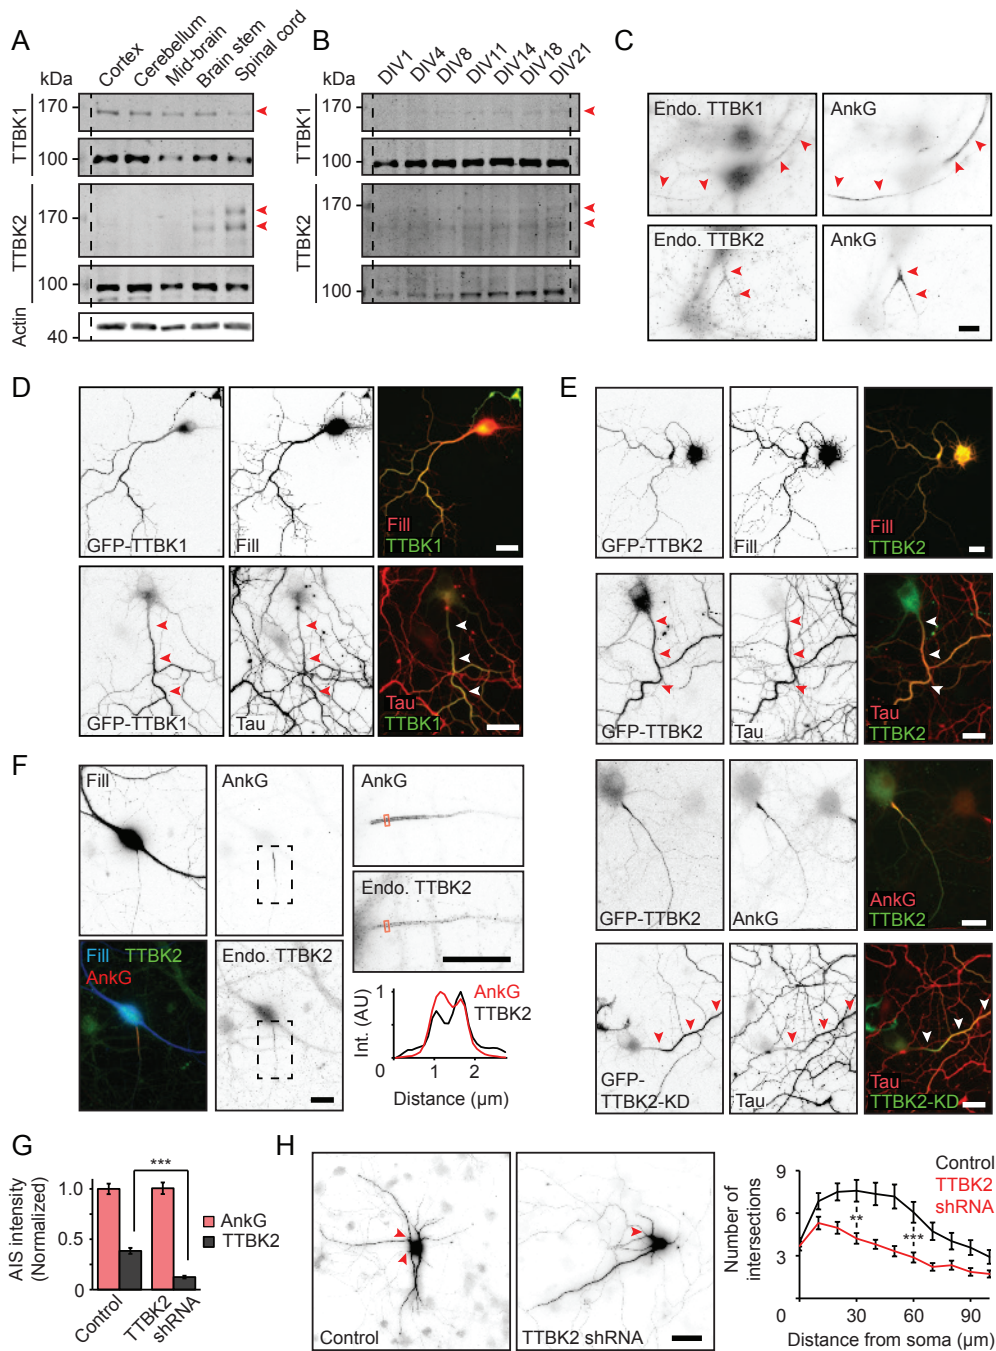 A
kDa
Cortex
Cerebellum
Mid-brain
Brain stem
Spinal cord
TTBK1
170
100
TTBK2
170
100
Actin
40
B
kDa
DIV1
DIV4
DIV8
DIV11
DIV14
DIV18
DIV21
TTBK1
170
100
TTBK2
170
100
C
Endo. TTBK1
AnkG
Endo. TTBK2
AnkG
D
GFP-TTBK1
Fill
Fill
TTBK1
GFP-TTBK1
Tau
Tau
TTBK1
E
GFP-TTBK2
Fill
Fill
TTBK2
GFP-TTBK2
Tau
Tau
TTBK2
GFP-TTBK2
AnkG
AnkG
TTBK2
GFP-
TTBK2-KD
Tau
Tau
TTBK2-KD
F
Fill
AnkG
AnkG
Endo. TTBK2
Fill TTBK2
AnkG
Endo. TTBK2
AnkG
TTBK2
Int. (AU)
1
0
0
1
2
Distance (µm)
G
AIS intensity
(Normalized)
1.0
0.5
0
***
AnkG
TTBK2
Control
TTBK2
shRNA
H
Control
TTBK2 shRNA
Number of
intersections
9
6
3
Control
TTBK2
shRNA
**
***
0
30
60
90
Distance from soma (µm)